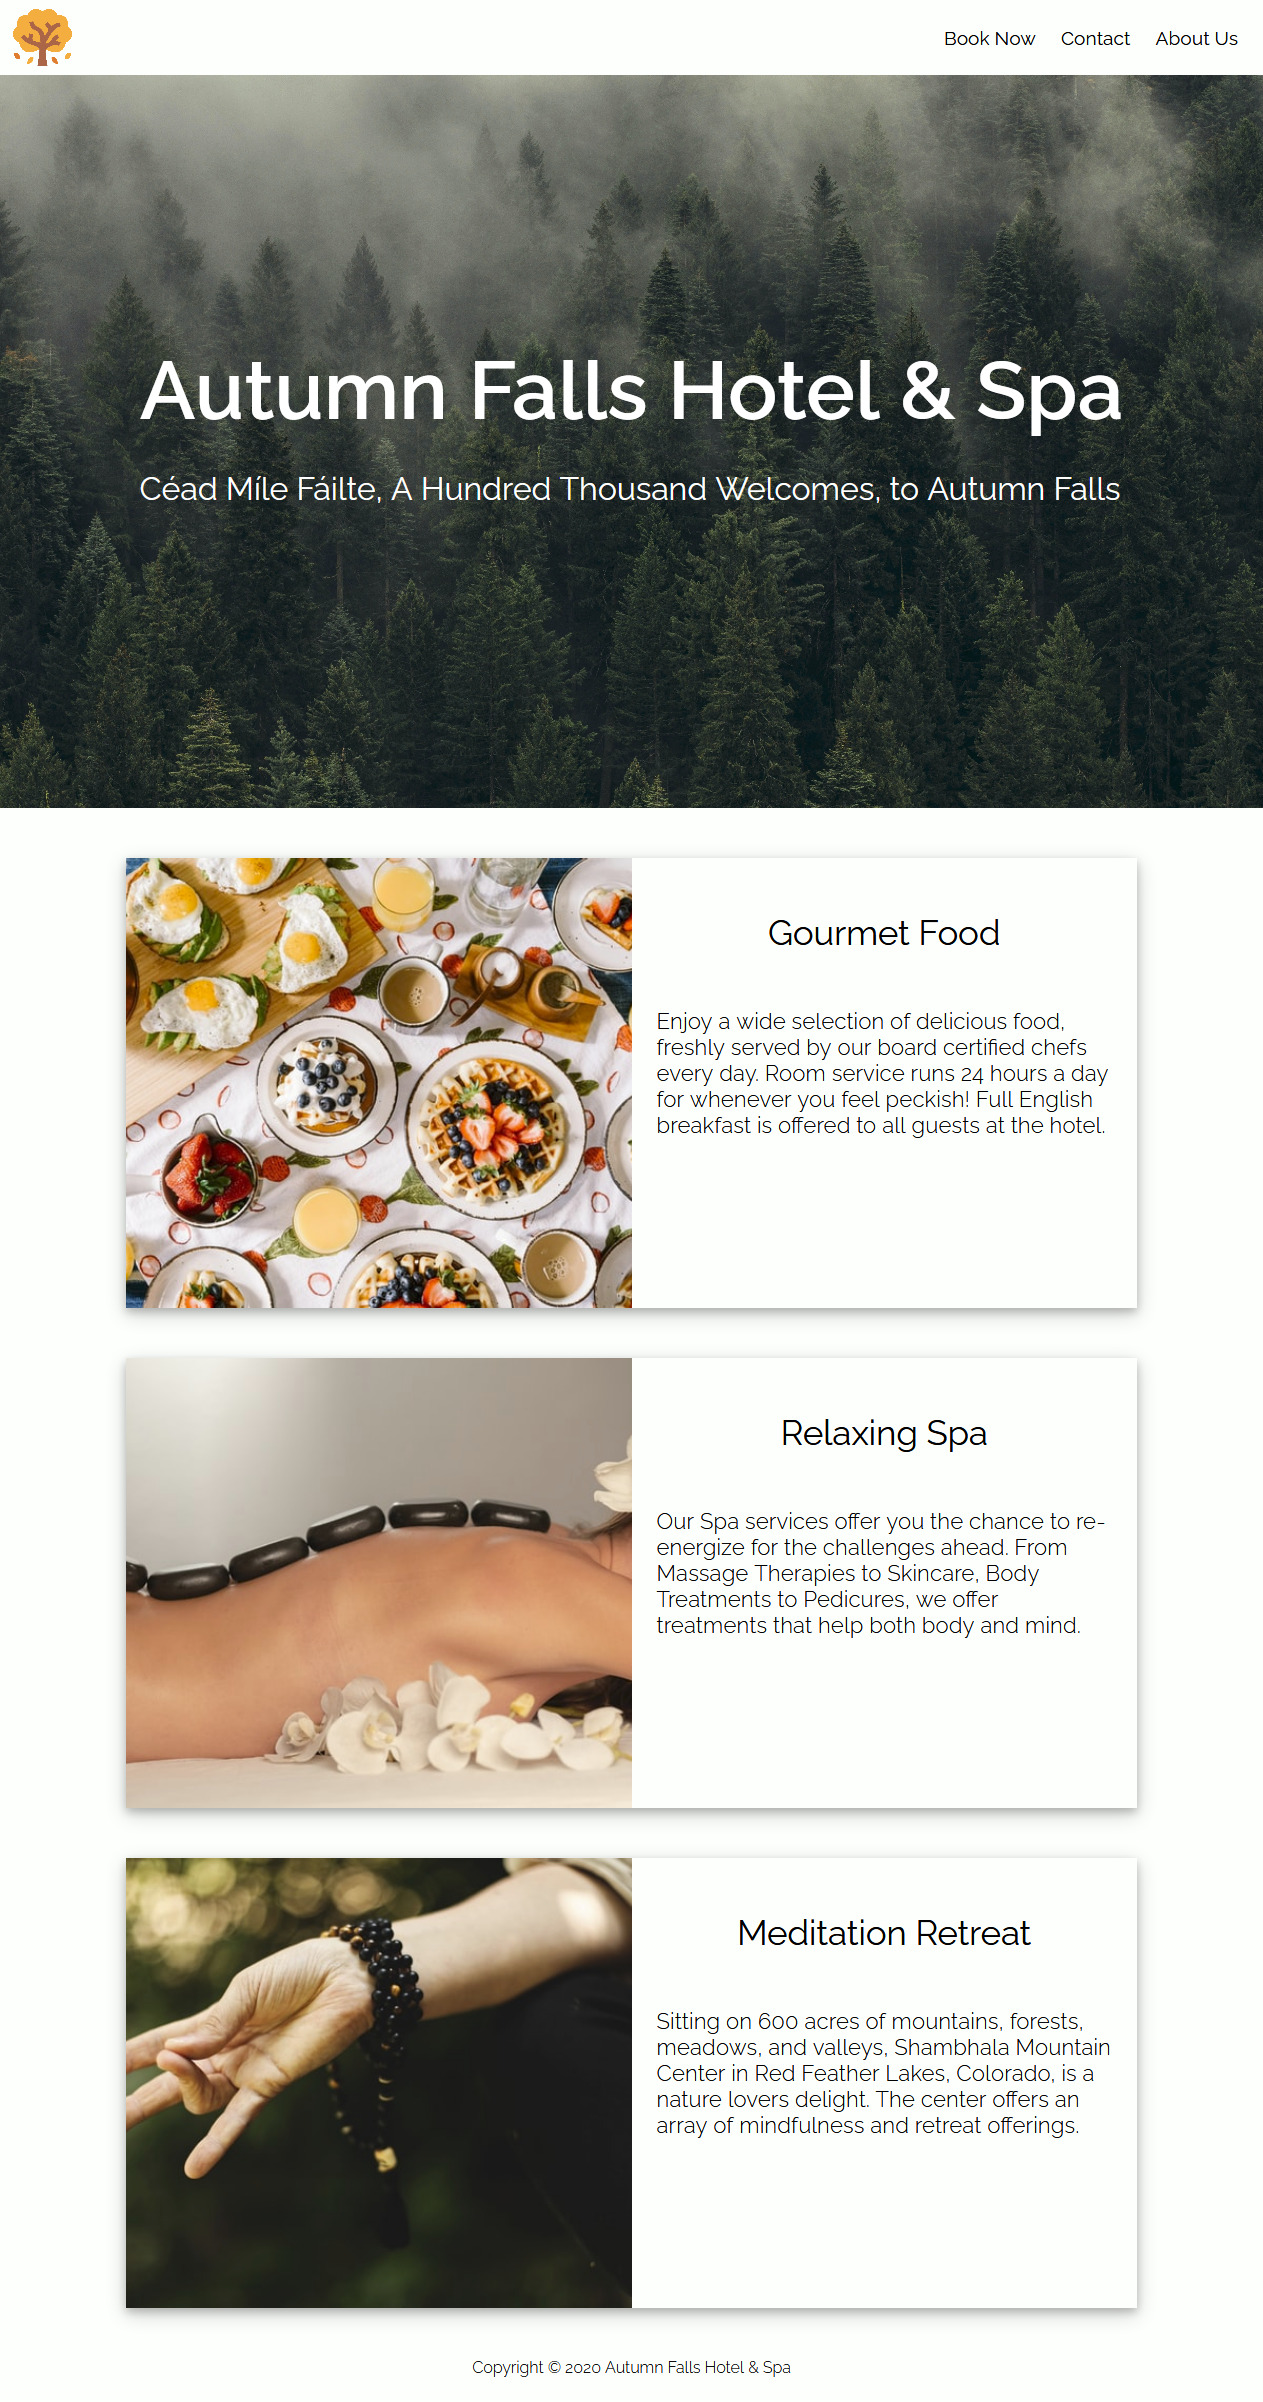 Book Now Contact About Us
Autumn Falls Hotel & Spa
Céad Míle Fáilte, A Hundred Thousand Welcomes, to Autumn Falls
Gourmet Food
Enjoy a wide selection of delicious food,
freshly served by our board certified chefs
every day. Room service runs 24 hours a day
for whenever you feel peckish! Full English
breakfast is offered to all guests at the hotel.
Relaxing Spa
Our Spa services offer you the chance to re-
energize for the challenges ahead. From
Massage Therapies to Skincare, Body
Treatments to Pedicures, we offer
treatments that help both body and mind.
Meditation Retreat
Sitting on 600 acres of mountains, forests,
meadows, and valleys, Shambhala Mountain
Center in Red Feather Lakes, Colorado, is a
nature lovers delight. The center offers an
array of mindfulness and retreat offerings.
Copyright © 2020 Autumn Falls Hotel & Spa